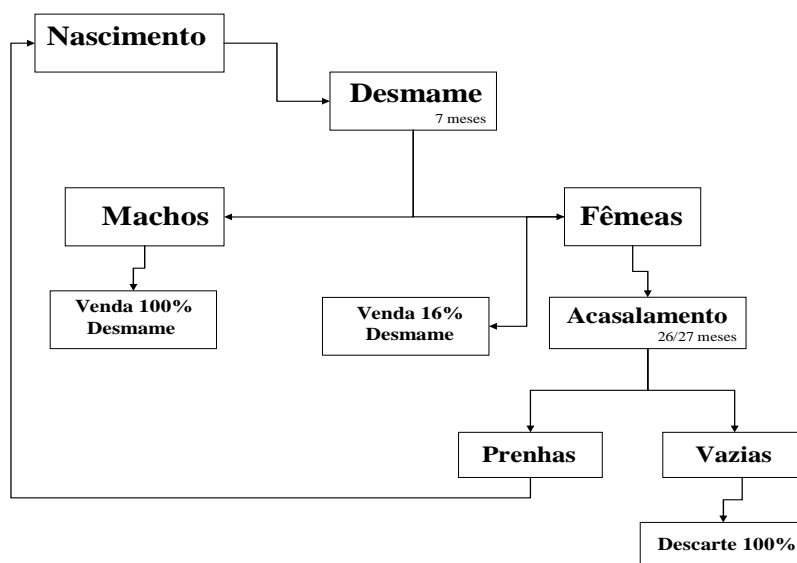 Nascimento
Desmame
7 meses
Machos
Fêmeas
Venda 100%
Desmame
Venda 16%
Desmame
Acasalamento
26/27 meses
Prenhas
Vazias
Descarte 100%